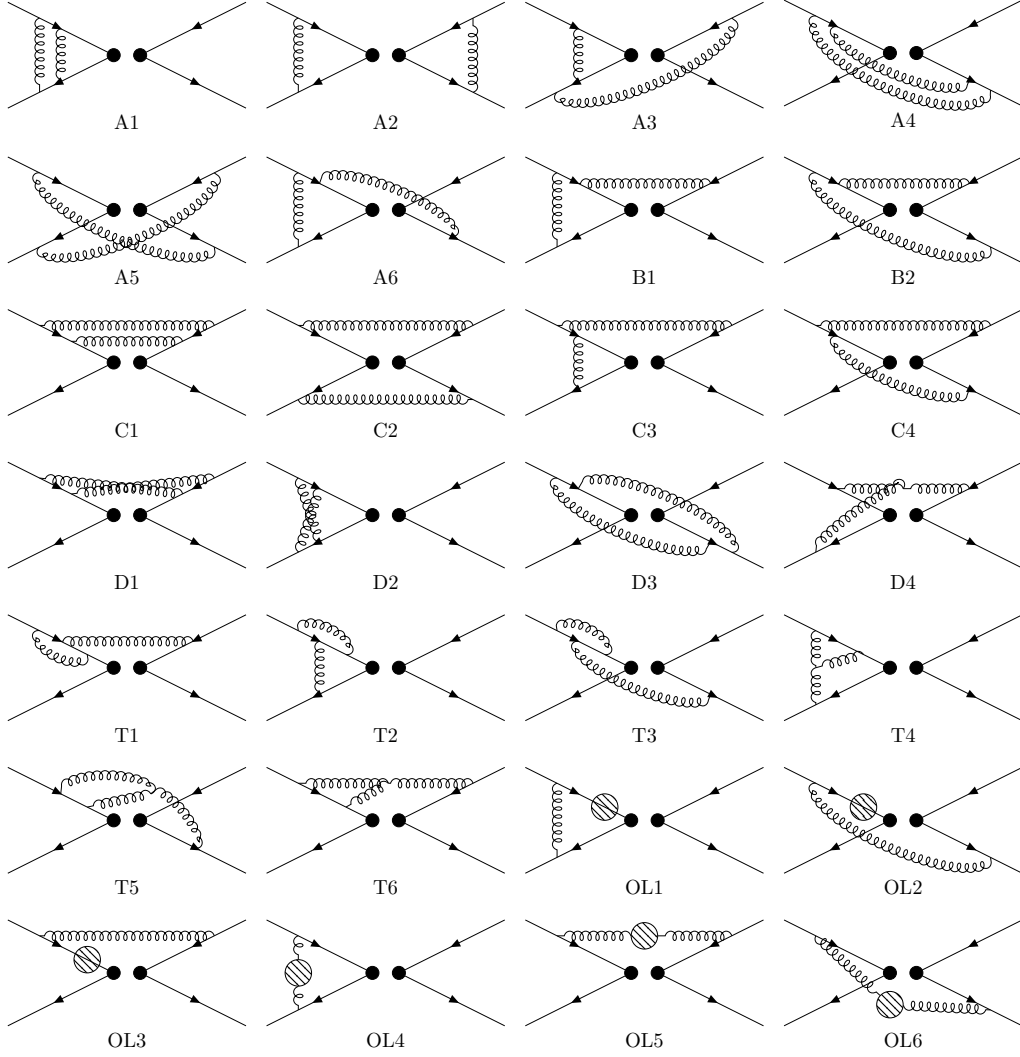 A1 A2 A3 A4
A5 A6 B1 B2
C1 C2 C3 C4
D1 D2 D3 D4
T1 T2 T3 T4
T5 T6 OL1 OL2
OL3 OL4 OL5 OL6